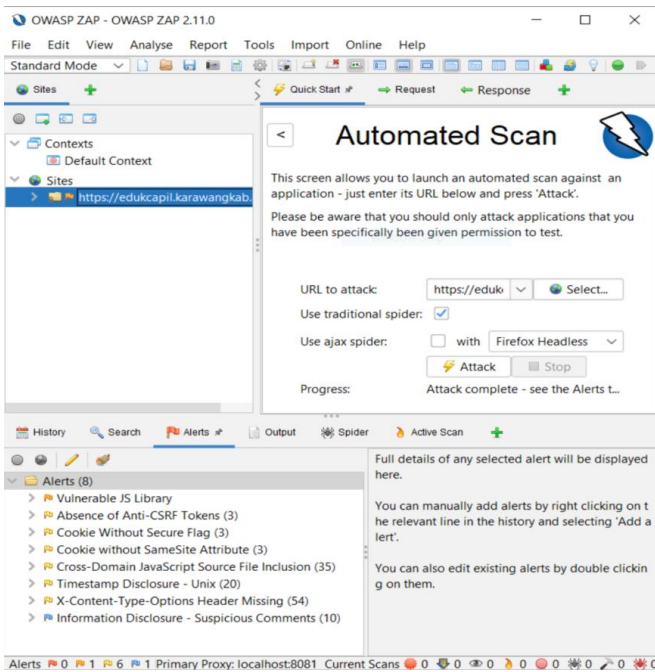 OWASP ZAP - OWASP ZAP 2.11.0
File Edit View Analyse Report Tools Import Online Help
Standard Mode
Sites
Quick Start
Request
Response
Contexts
Default Context
Sites
https://edukcapil.karawangkab.
<
Automated Scan
This screen allows you to launch an automated scan against an
application - just enter its URL below and press 'Attack'.
Please be aware that you should only attack applications that you
have been specifically been given permission to test.
URL to attack: https://eduk Select...
Use traditional spider:
Use ajax spider: with Firefox Headless
Attack Stop
Progress: Attack complete - see the Alerts t...
History Search Alerts Output Spider Active Scan
Alerts (8)
Vulnerable JS Library
Absence of Anti-CSRF Tokens (3)
Cookie Without Secure Flag (3)
Cookie without SameSite Attribute (3)
Cross-Domain JavaScript Source File Inclusion (35)
Timestamp Disclosure - Unix (20)
X-Content-Type-Options Header Missing (54)
Information Disclosure - Suspicious Comments (10)
Full details of any selected alert will be displayed
here.
You can manually add alerts by right clicking on t
he relevant line in the history and selecting 'Add a
lert'.
You can also edit existing alerts by double clickin
g on them.
Alerts 0 1 6 1 Primary Proxy: localhost:8081 Current Scans 0 0 0 0 0 0 0